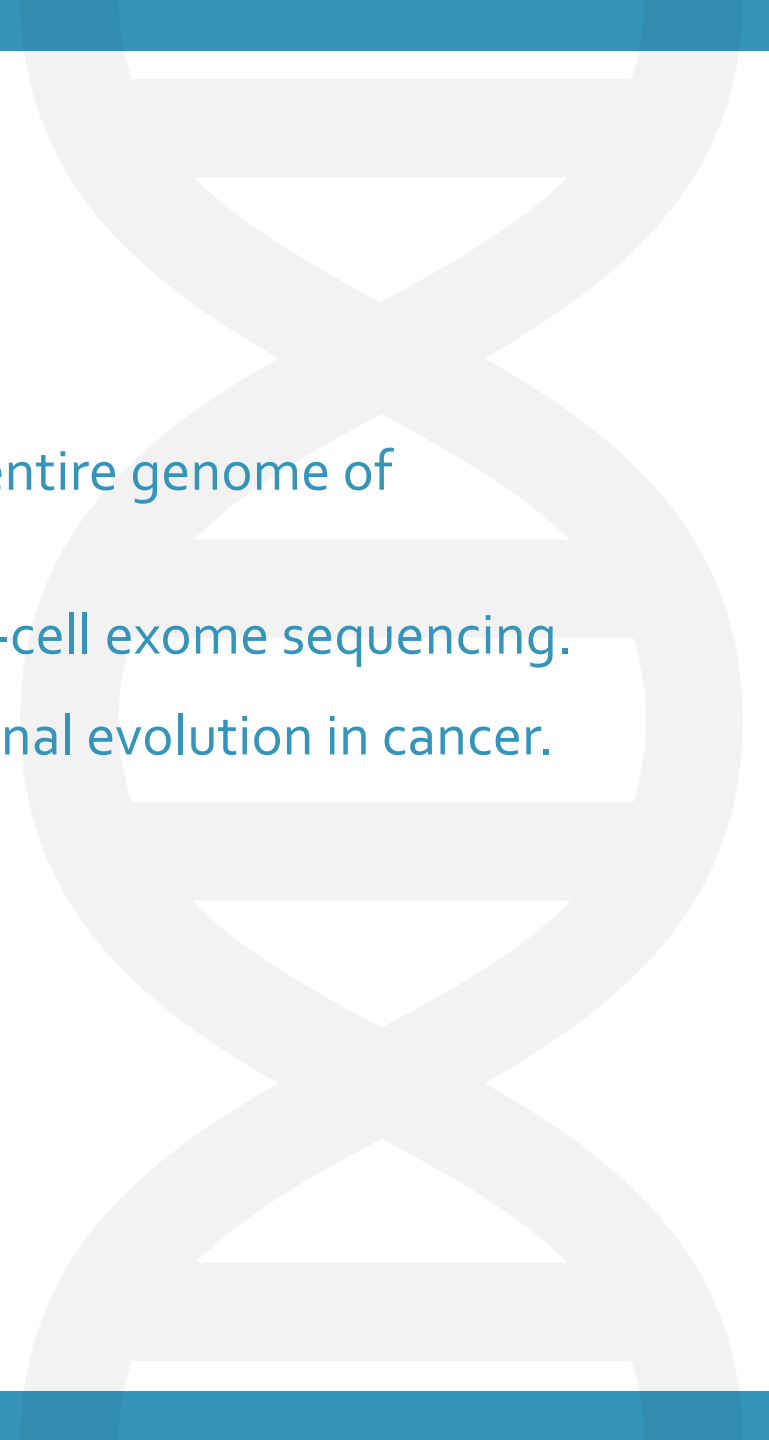 entire genome of
-cell exome sequencing.
nal evolution in cancer.